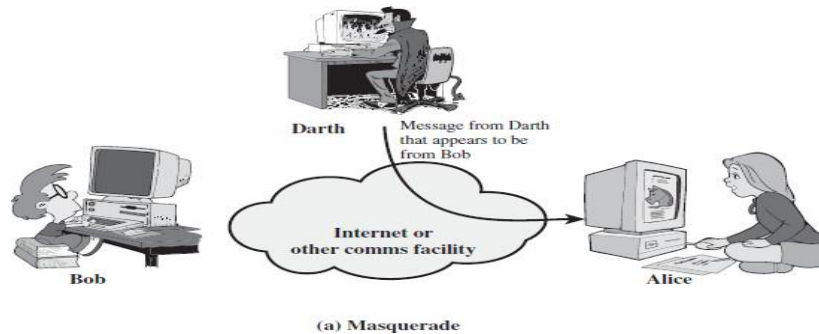 Darth
Message from Darth
that appears to be
from Bob
Internet or
other comms facility
Bob
Alice
(a) Masquerade